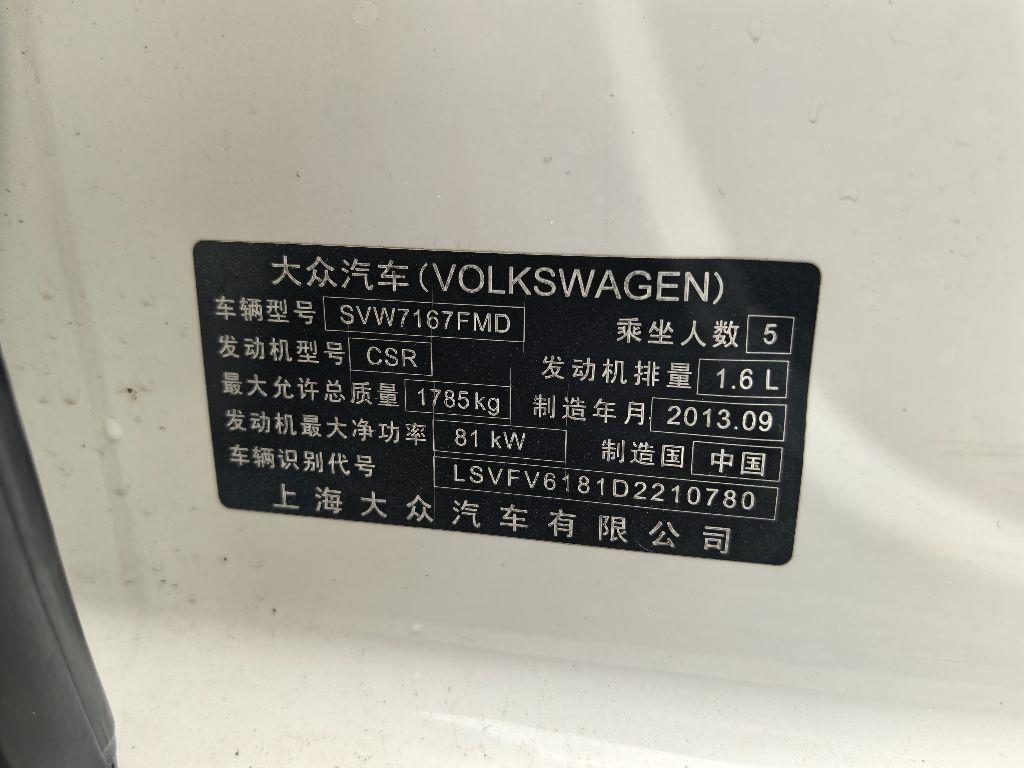 大众汽车(VOLKSWAGEN)
车辆型号 SVW7167FMD 乘坐人数 5
发动机型号 CSR 发动机排量 1.6 L
最大允许总质量 1785kg 制造年月 2013.09
发动机最大净功率 81 kW 制造国 中国
车辆识别代号 LSVFV6181D2210780
上海大众汽车有限公司